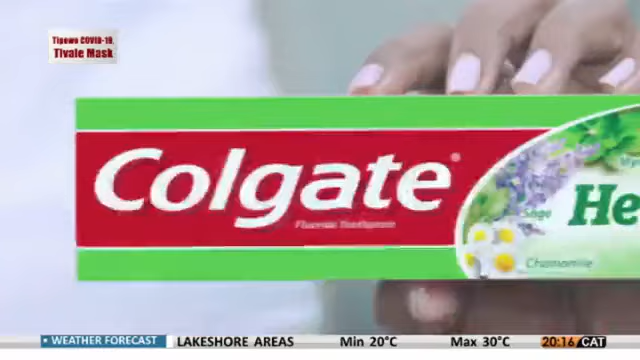 Tipewe COVID-19,
Tivale Mask
Colgate
Fluoride Toothpaste
Sage
He
Chamomile
WEATHER FORECAST LAKESHORE AREAS Min 20°C Max 30°C 20:16 CAT